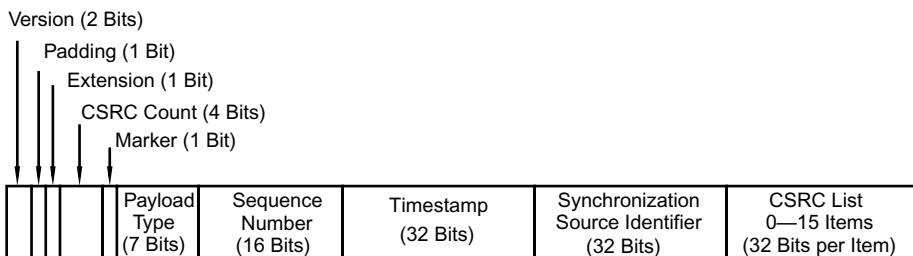 Version (2 Bits)
Padding (1 Bit)
Extension (1 Bit)
CSRC Count (4 Bits)
Marker (1 Bit)
Payload
Type
(7 Bits)
Sequence
Number
(16 Bits)
Timestamp
(32 Bits)
Synchronization
Source Identifier
(32 Bits)
CSRC List
0—15 Items
(32 Bits per Item)